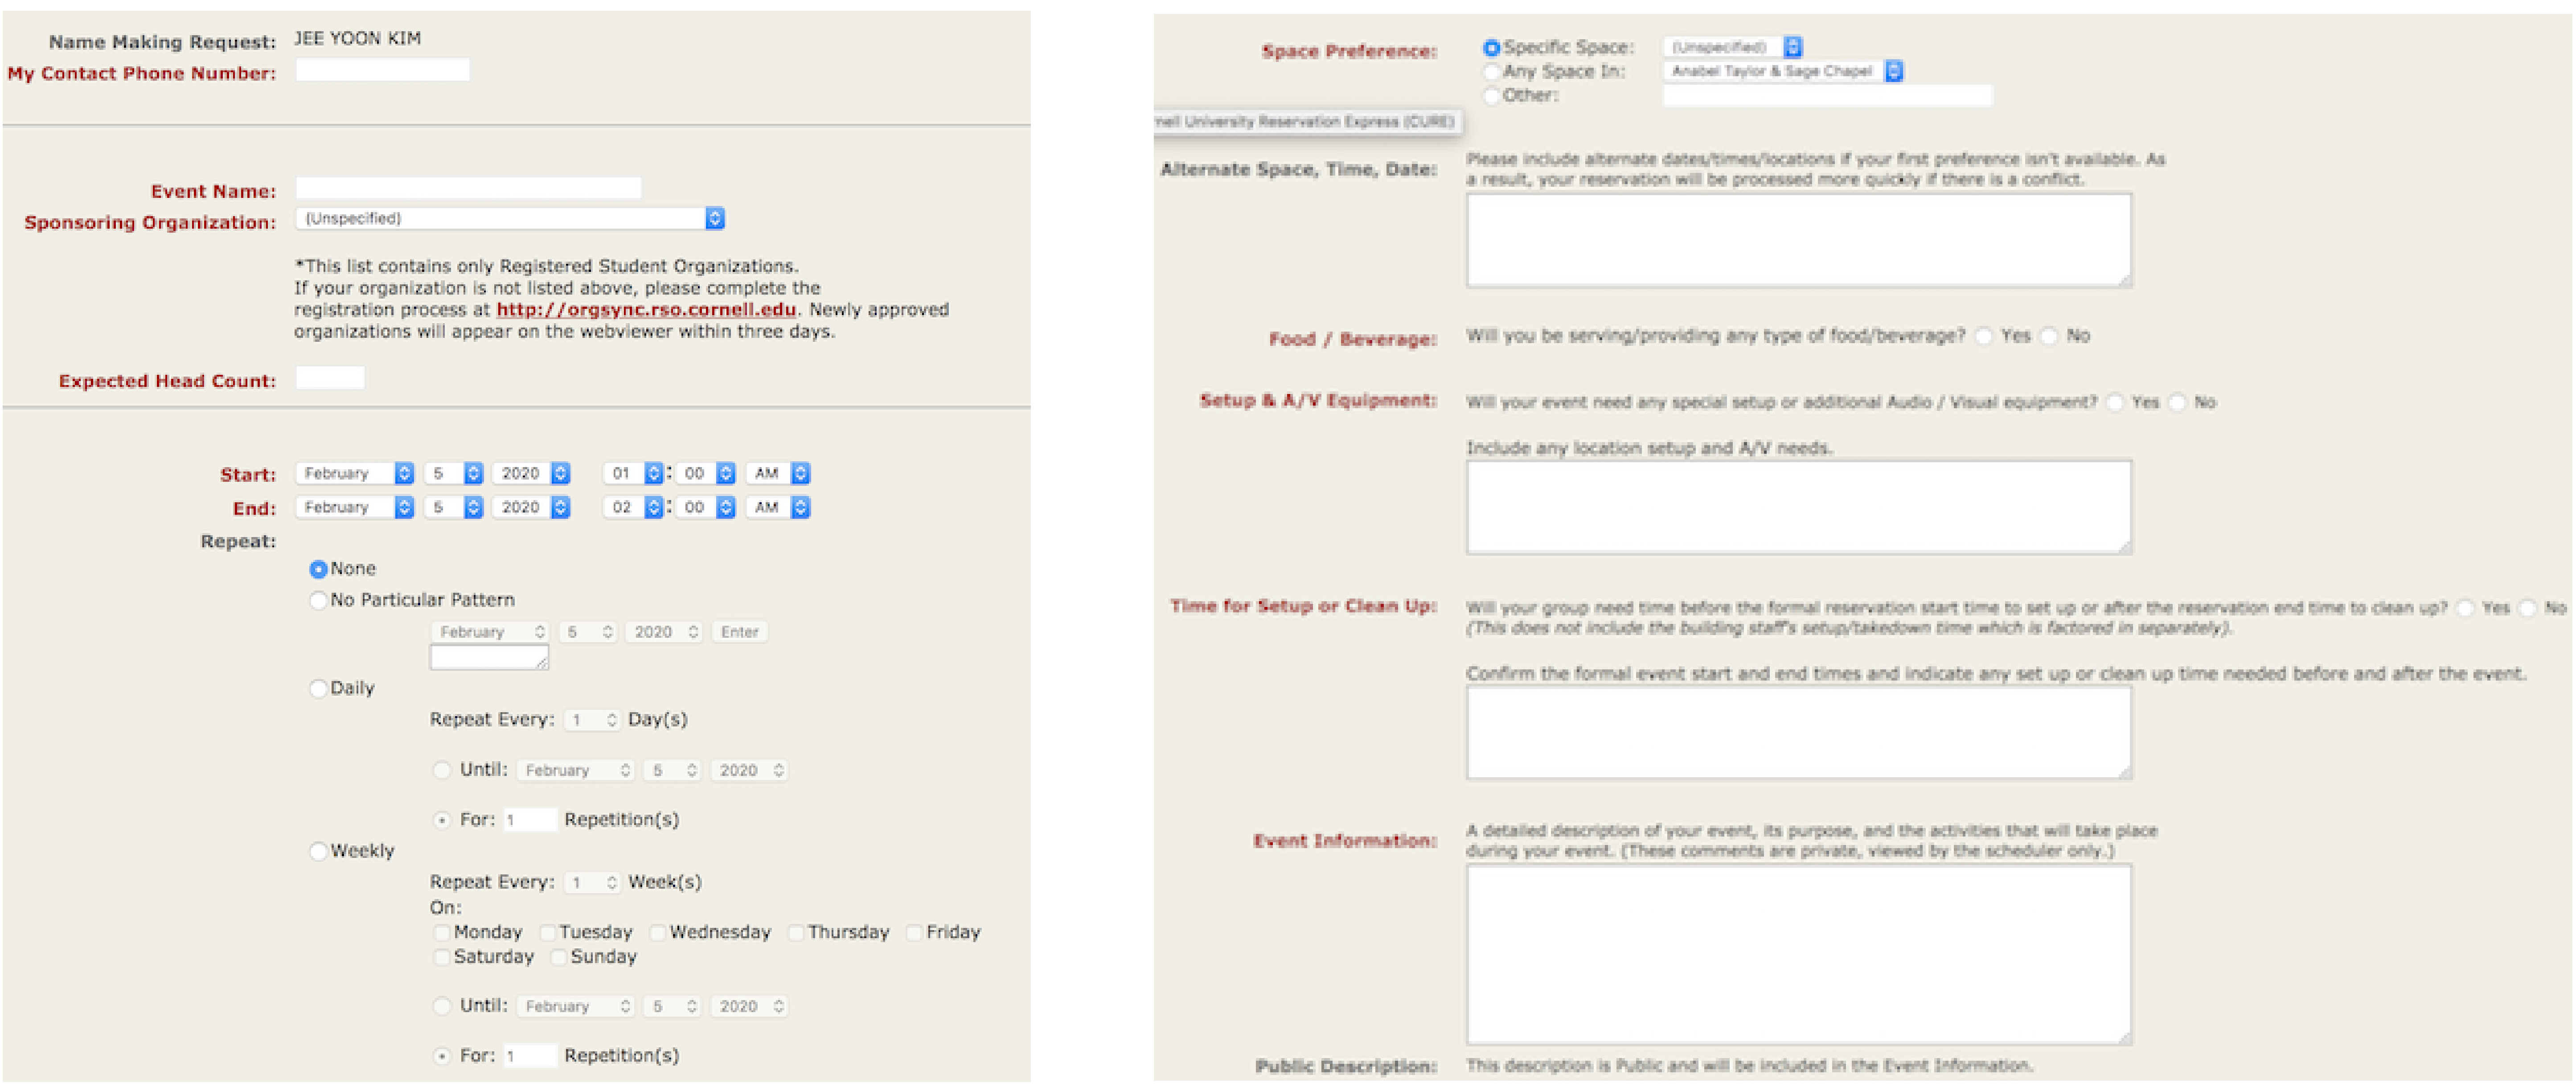 Name Making Request: JEE YOON KIM
My Contact Phone Number:
Event Name:
Sponsoring Organization: (Unspecified)
*This list contains only Registered Student Organizations.
If your organization is not listed above, please complete the
registration process at http://orgsync.rso.cornell.edu. Newly approved
organizations will appear on the webviewer within three days.
Expected Head Count:
Start: February 5 2020 01 : 00 AM
End: February 5 2020 02 : 00 AM
Repeat:
None
No Particular Pattern
February 5 2020 Enter
Daily
Repeat Every: 1 Day(s)
Until: February 5 2020
For: 1 Repetition(s)
Weekly
Repeat Every: 1 Week(s)
On:
Monday Tuesday Wednesday Thursday Friday
Saturday Sunday
Until: February 5 2020
For: 1 Repetition(s)
Space Preference: Specific Space: (Unspecified)
Any Space In: Anabel Taylor & Sage Chapel
Other:
rnell University Reservation Express (CURE)
Alternate Space, Time, Date: Please include alternate dates/times/locations if your first preference isn't available. As
a result, your reservation will be processed more quickly if there is a conflict.
Food / Beverage: Will you be serving/providing any type of food/beverage? Yes No
Setup & A/V Equipment: Will your event need any special setup or additional Audio / Visual equipment? Yes No
Include any location setup and A/V needs.
Time for Setup or Clean Up: Will your group need time before the formal reservation start time to set up or after the reservation end time to clean up? Yes No
(This does not include the building staff's setup/takedown time which is factored in separately).
Confirm the formal event start and end times and indicate any set up or clean up time needed before and after the event.
Event Information: A detailed description of your event, its purpose, and the activities that will take place
during your event. (These comments are private, viewed by the scheduler only.)
Public Description: This description is Public and will be included in the Event Information.